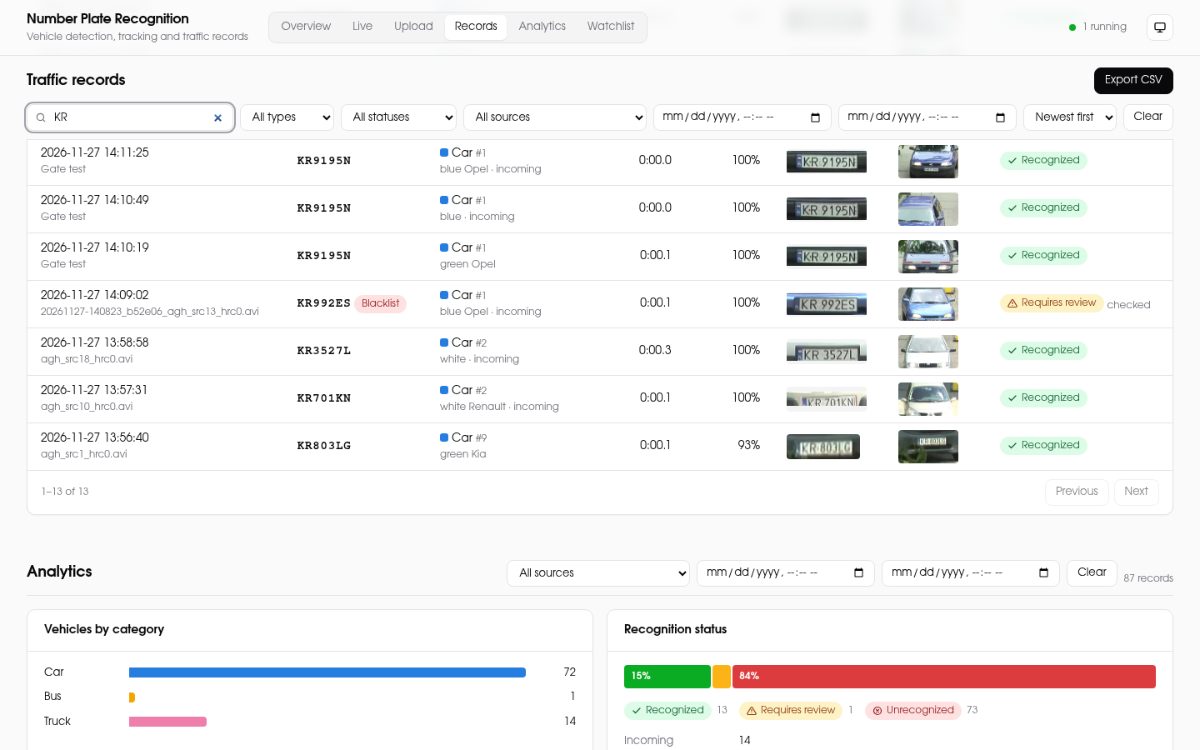 Number Plate Recognition
Vehicle detection, tracking and traffic records
Overview Live Upload Records Analytics Watchlist
1 running
Traffic records
Export CSV
KR
All types
All statuses
All sources
mm/dd/yyyy, --:-- --
mm/dd/yyyy, --:-- --
Newest first
Clear
2026-11-27 14:11:25 KR9195N Car #1 0:00.0 100% KR 9195N Recognized
Gate test blue Opel · incoming
2026-11-27 14:10:49 KR9195N Car #1 0:00.0 100% KR 9195N Recognized
Gate test blue · incoming
2026-11-27 14:10:19 KR9195N Car #1 0:00.1 100% KR 9195N Recognized
Gate test green Opel
2026-11-27 14:09:02 KR992ES Blacklist Car #1 0:00.1 100% KR 992ES Requires review checked
20261127-140823_b52e06_agh_src13_hrc0.avi blue Opel · incoming
2026-11-27 13:58:58 KR3527L Car #2 0:00.3 100% KR 3527L Recognized
agh_src18_hrc0.avi white · incoming
2026-11-27 13:57:31 KR701KN Car #2 0:00.1 100% KR 701KN Recognized
agh_src10_hrc0.avi white Renault · incoming
2026-11-27 13:56:40 KR803LG Car #9 0:00.1 93% KR 803LG Recognized
agh_src1_hrc0.avi green Kia
1–13 of 13
Previous Next
Analytics
All sources
mm/dd/yyyy, --:-- --
mm/dd/yyyy, --:-- --
Clear
87 records
Vehicles by category
Car 72
Bus 1
Truck 14
Recognition status
15% 84%
Recognized 13 Requires review 1 Unrecognized 73
Incoming 14